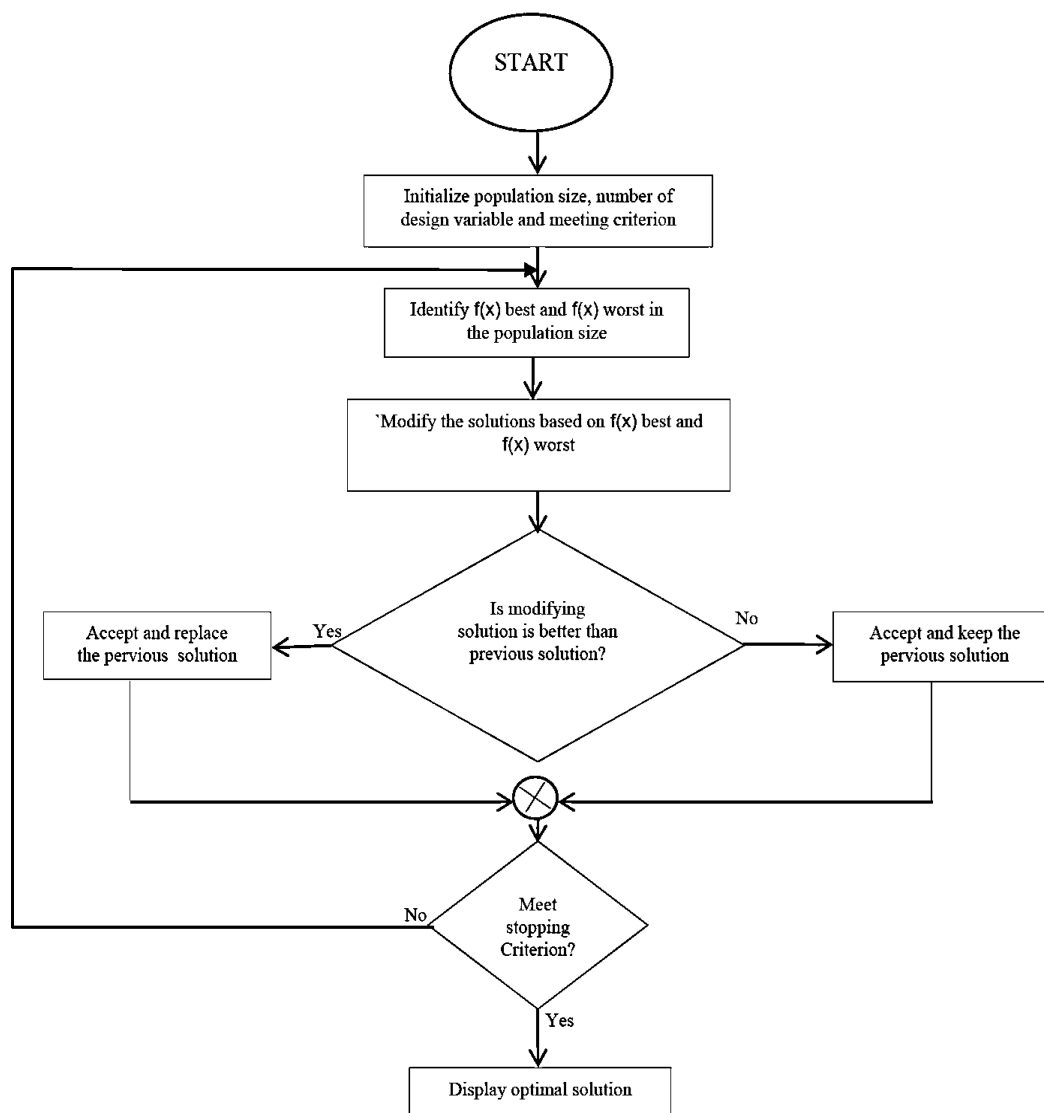 START
Initialize population size, number of
design variable and meeting criterion
Identify f(x) best and f(x) worst in
the population size
`Modify the solutions based on f(x) best and
f(x) worst
Is modifying
solution is better than
previous solution?
Yes
No
Accept and replace
the pervious solution
Accept and keep the
pervious solution
Meet
stopping
Criterion?
No
Yes
Display optimal solution